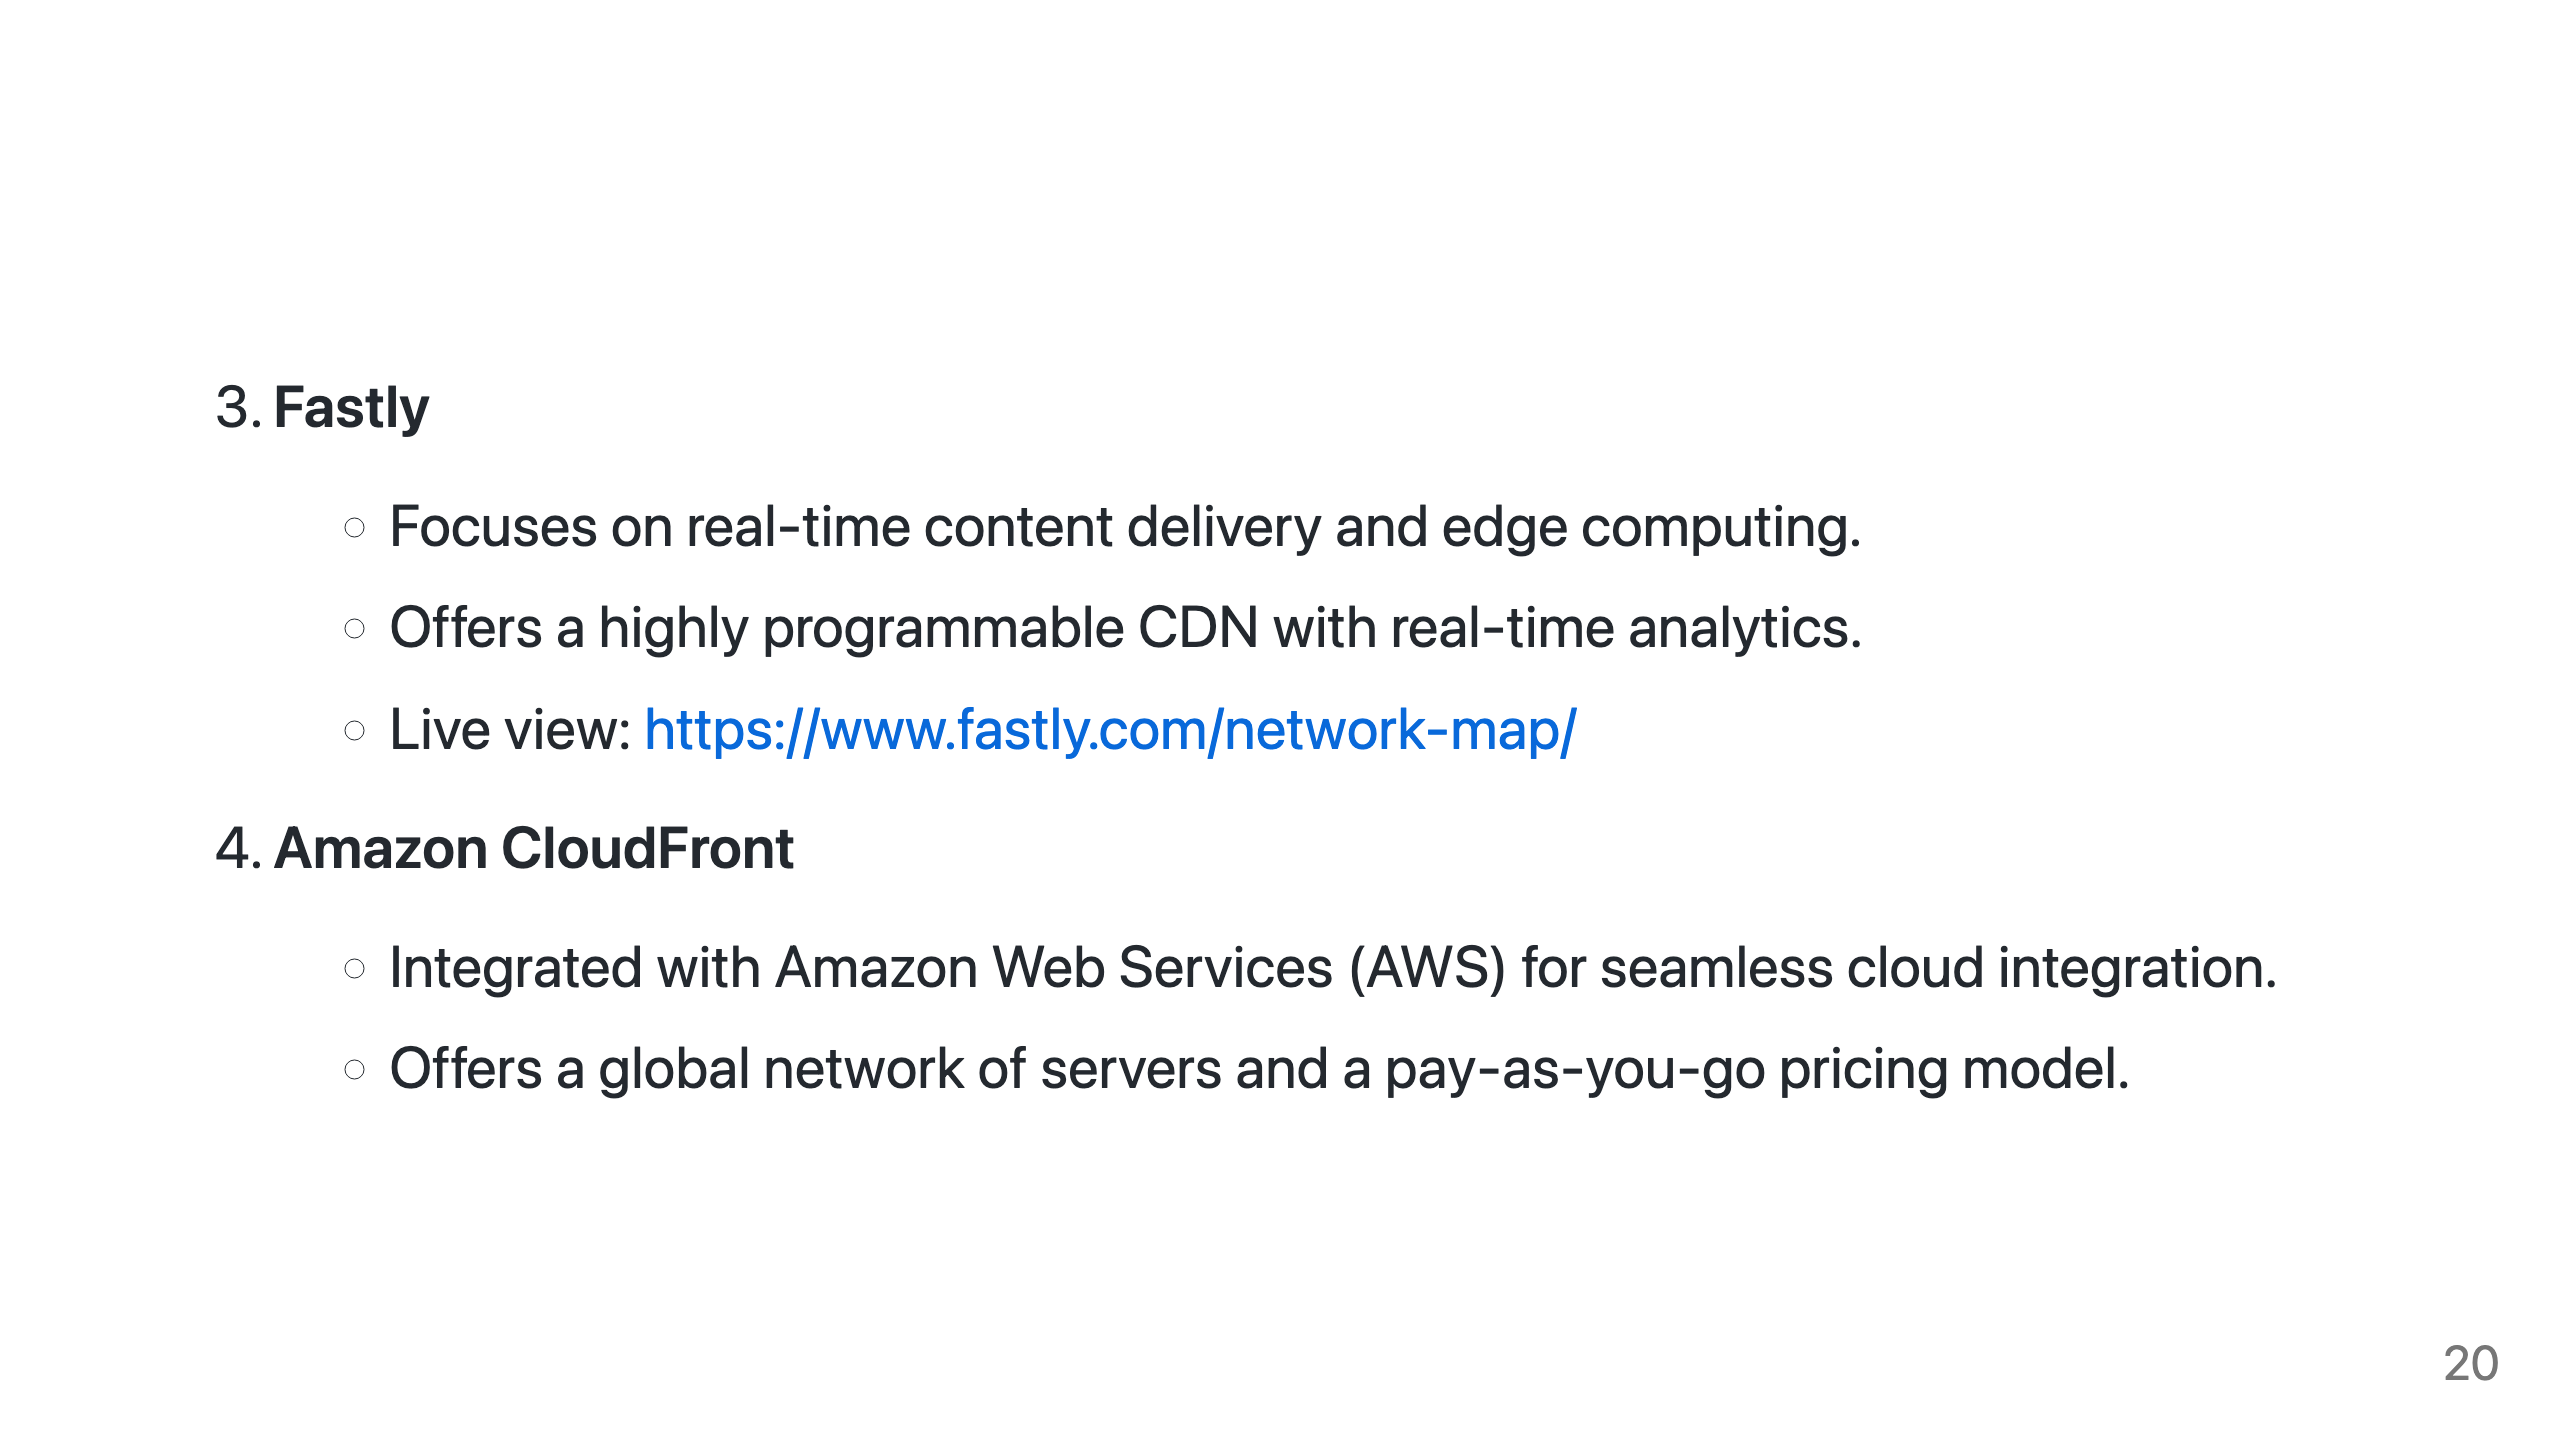 3. Fastly
○ Focuses on real-time content delivery and edge computing.
○ Offers a highly programmable CDN with real-time analytics.
○ Live view: https://www.fastly.com/network-map/
4. Amazon CloudFront
○ Integrated with Amazon Web Services (AWS) for seamless cloud integration.
○ Offers a global network of servers and a pay-as-you-go pricing model.
20